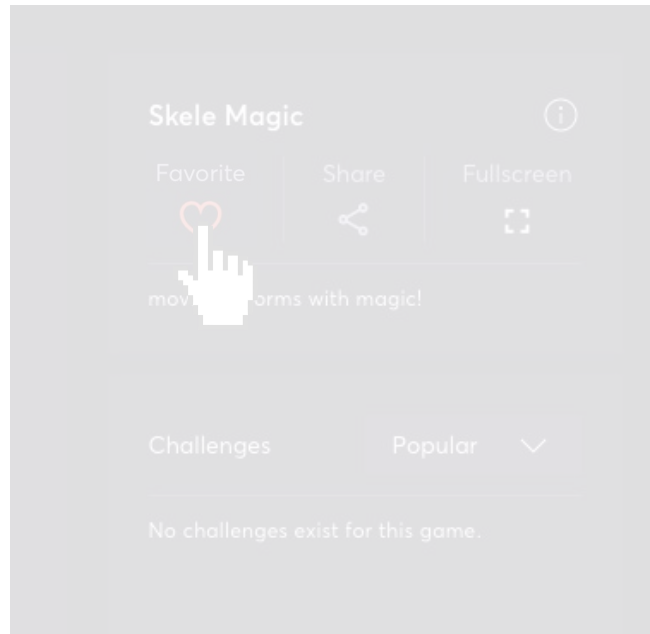 Skele Magic
Favorite Share Fullscreen
with magic!
Challenges Popular
No challenges exist for this game.